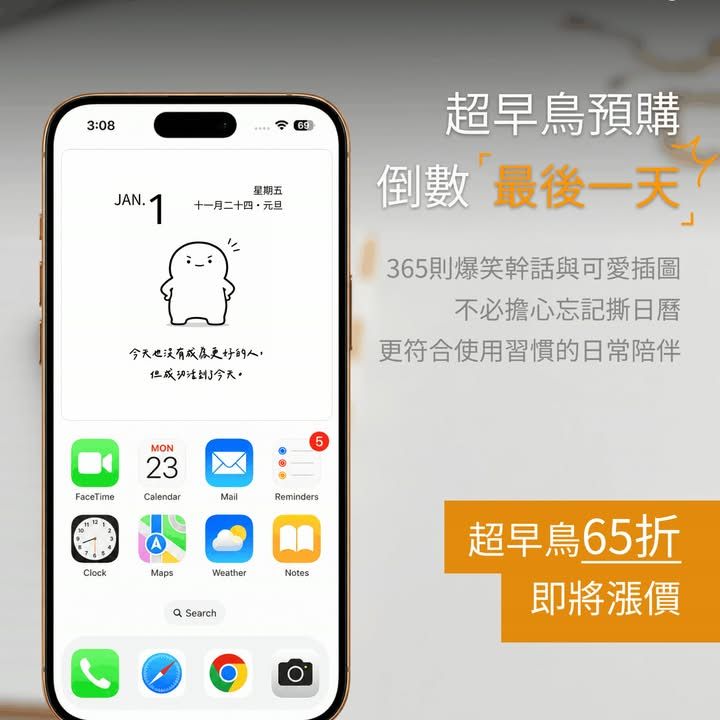 超早鳥預購
倒數「最後一天」
365則爆笑幹話與可愛插圖
不必擔心忘記撕日曆
更符合使用習慣的日常陪伴
超早鳥65折
即將漲價
3:08
69
JAN. 1
星期五
十一月二十四·元旦
今天也沒有成為更好的人，
但成功活到了今天。
5
MON
23
FaceTime
Calendar
Mail
Reminders
12
Clock
Maps
Weather
Notes
Search